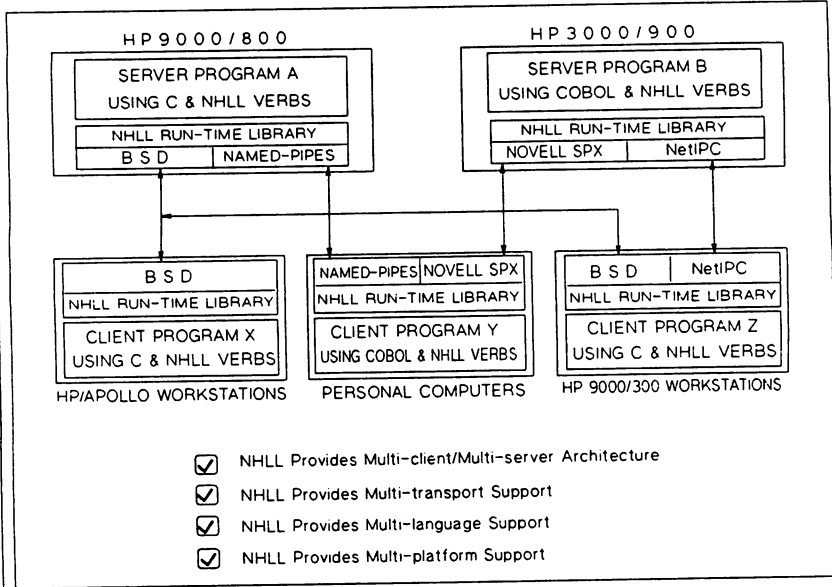 HP9000/800
SERVER PROGRAM A
USING C & NHLL VERBS
NHLL RUN-TIME LIBRARY
BSD NAMED-PIPES
HP3000/900
SERVER PROGRAM B
USING COBOL & NHLL VERBS
NHLL RUN-TIME LIBRARY
NOVELL SPX NetIPC
BSD
NHLL RUN-TIME LIBRARY
CLIENT PROGRAM X
USING C & NHLL VERBS
HP/APOLLO WORKSTATIONS
NAMED-PIPES NOVELL SPX
NHLL RUN-TIME LIBRARY
CLIENT PROGRAM Y
USING COBOL & NHLL VERBS
PERSONAL COMPUTERS
BSD NetIPC
NHLL RUN-TIME LIBRARY
CLIENT PROGRAM Z
USING C & NHLL VERBS
HP 9000/300 WORKSTATIONS
NHLL Provides Multi-client/Multi-server Architecture
NHLL Provides Multi-transport Support
NHLL Provides Multi-language Support
NHLL Provides Multi-platform Support